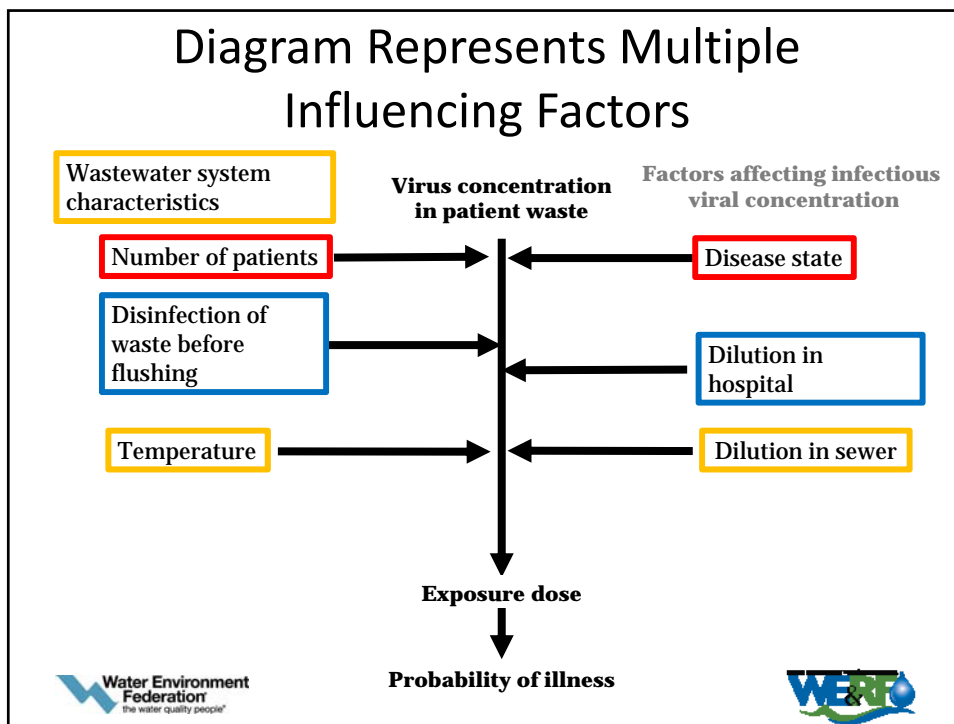 Diagram Represents Multiple
Influencing Factors
Wastewater system
characteristics
Virus concentration
in patient waste
Factors affecting infectious
viral concentration
Number of patients
Disease state
Disinfection of
waste before
flushing
Dilution in
hospital
Temperature
Dilution in sewer
Exposure dose
Probability of illness
Water Environment
Federation
the water quality people®
WE&RF